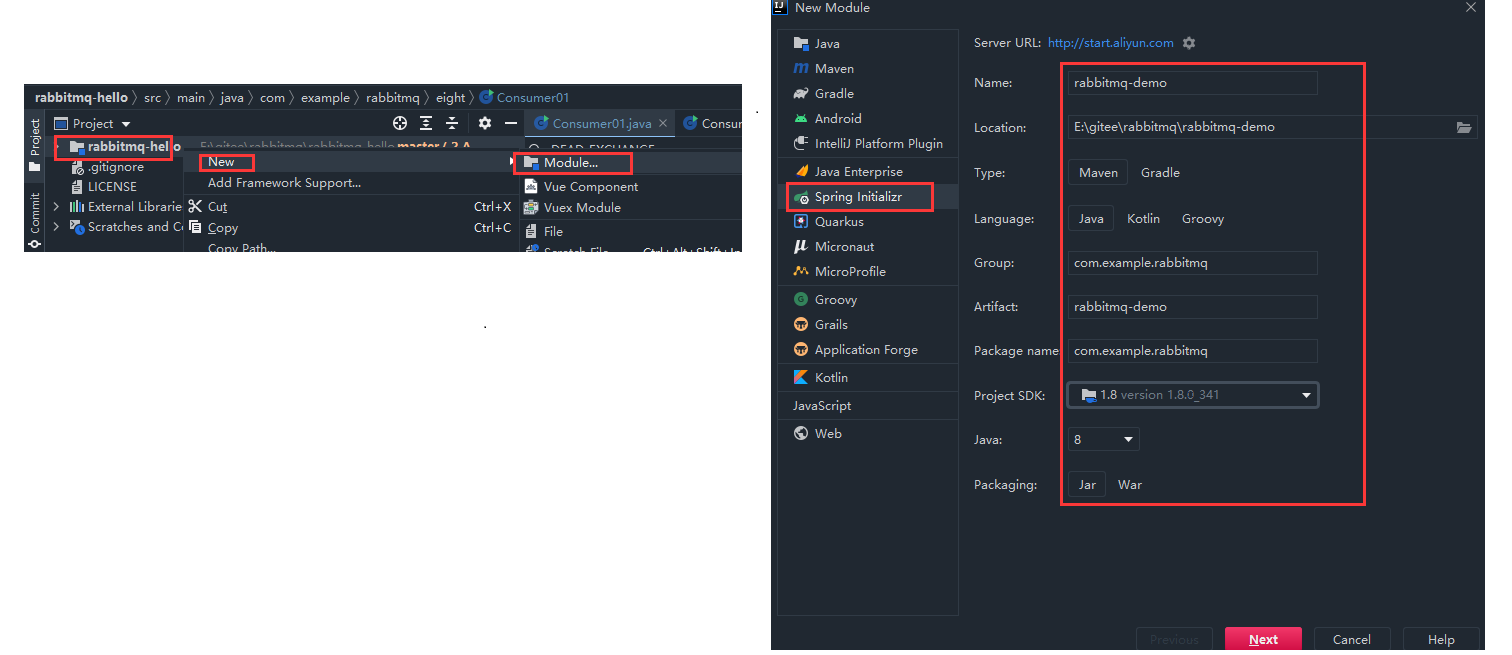 rabbitmq-hello 〉 src 〉 main 〉 java 〉 com 〉 example 〉 rabbitmq 〉 eight 〉 Consumer01
Project
Project
Consumer01.java
Consum
rabbitmq-hello E:\gitee\rabbitmq\rabbitmq-hello master / 2 Δ
DEAD_EXCHANGE
New
Module...
.gitignore
Add Framework Support...
Vue Component
LICENSE
External Librarie
Cut Ctrl+X
Vuex Module
Commit
Scratches and Co
Copy Ctrl+C
File
Copy Path...
Scratch File Ctrl+Alt+Shift+In
New Module
Java
Maven
Gradle
Android
IntelliJ Platform Plugin
Java Enterprise
Spring Initializr
Quarkus
Micronaut
MicroProfile
Groovy
Grails
Application Forge
Kotlin
JavaScript
Web
Server URL: http://start.aliyun.com
Name: rabbitmq-demo
Location: E:\gitee\rabbitmq\rabbitmq-demo
Type: Maven Gradle
Language: Java Kotlin Groovy
Group: com.example.rabbitmq
Artifact: rabbitmq-demo
Package name: com.example.rabbitmq
Project SDK: 1.8 version 1.8.0_341
Java: 8
Packaging: Jar War
Previous Next Cancel Help